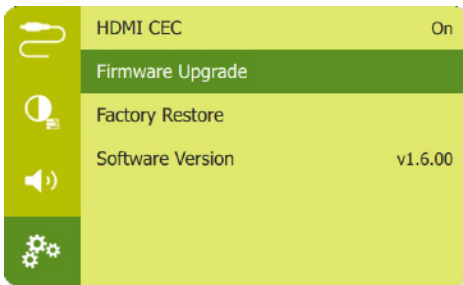 HDMI CEC On
Firmware Upgrade
Factory Restore
Software Version v1.6.00